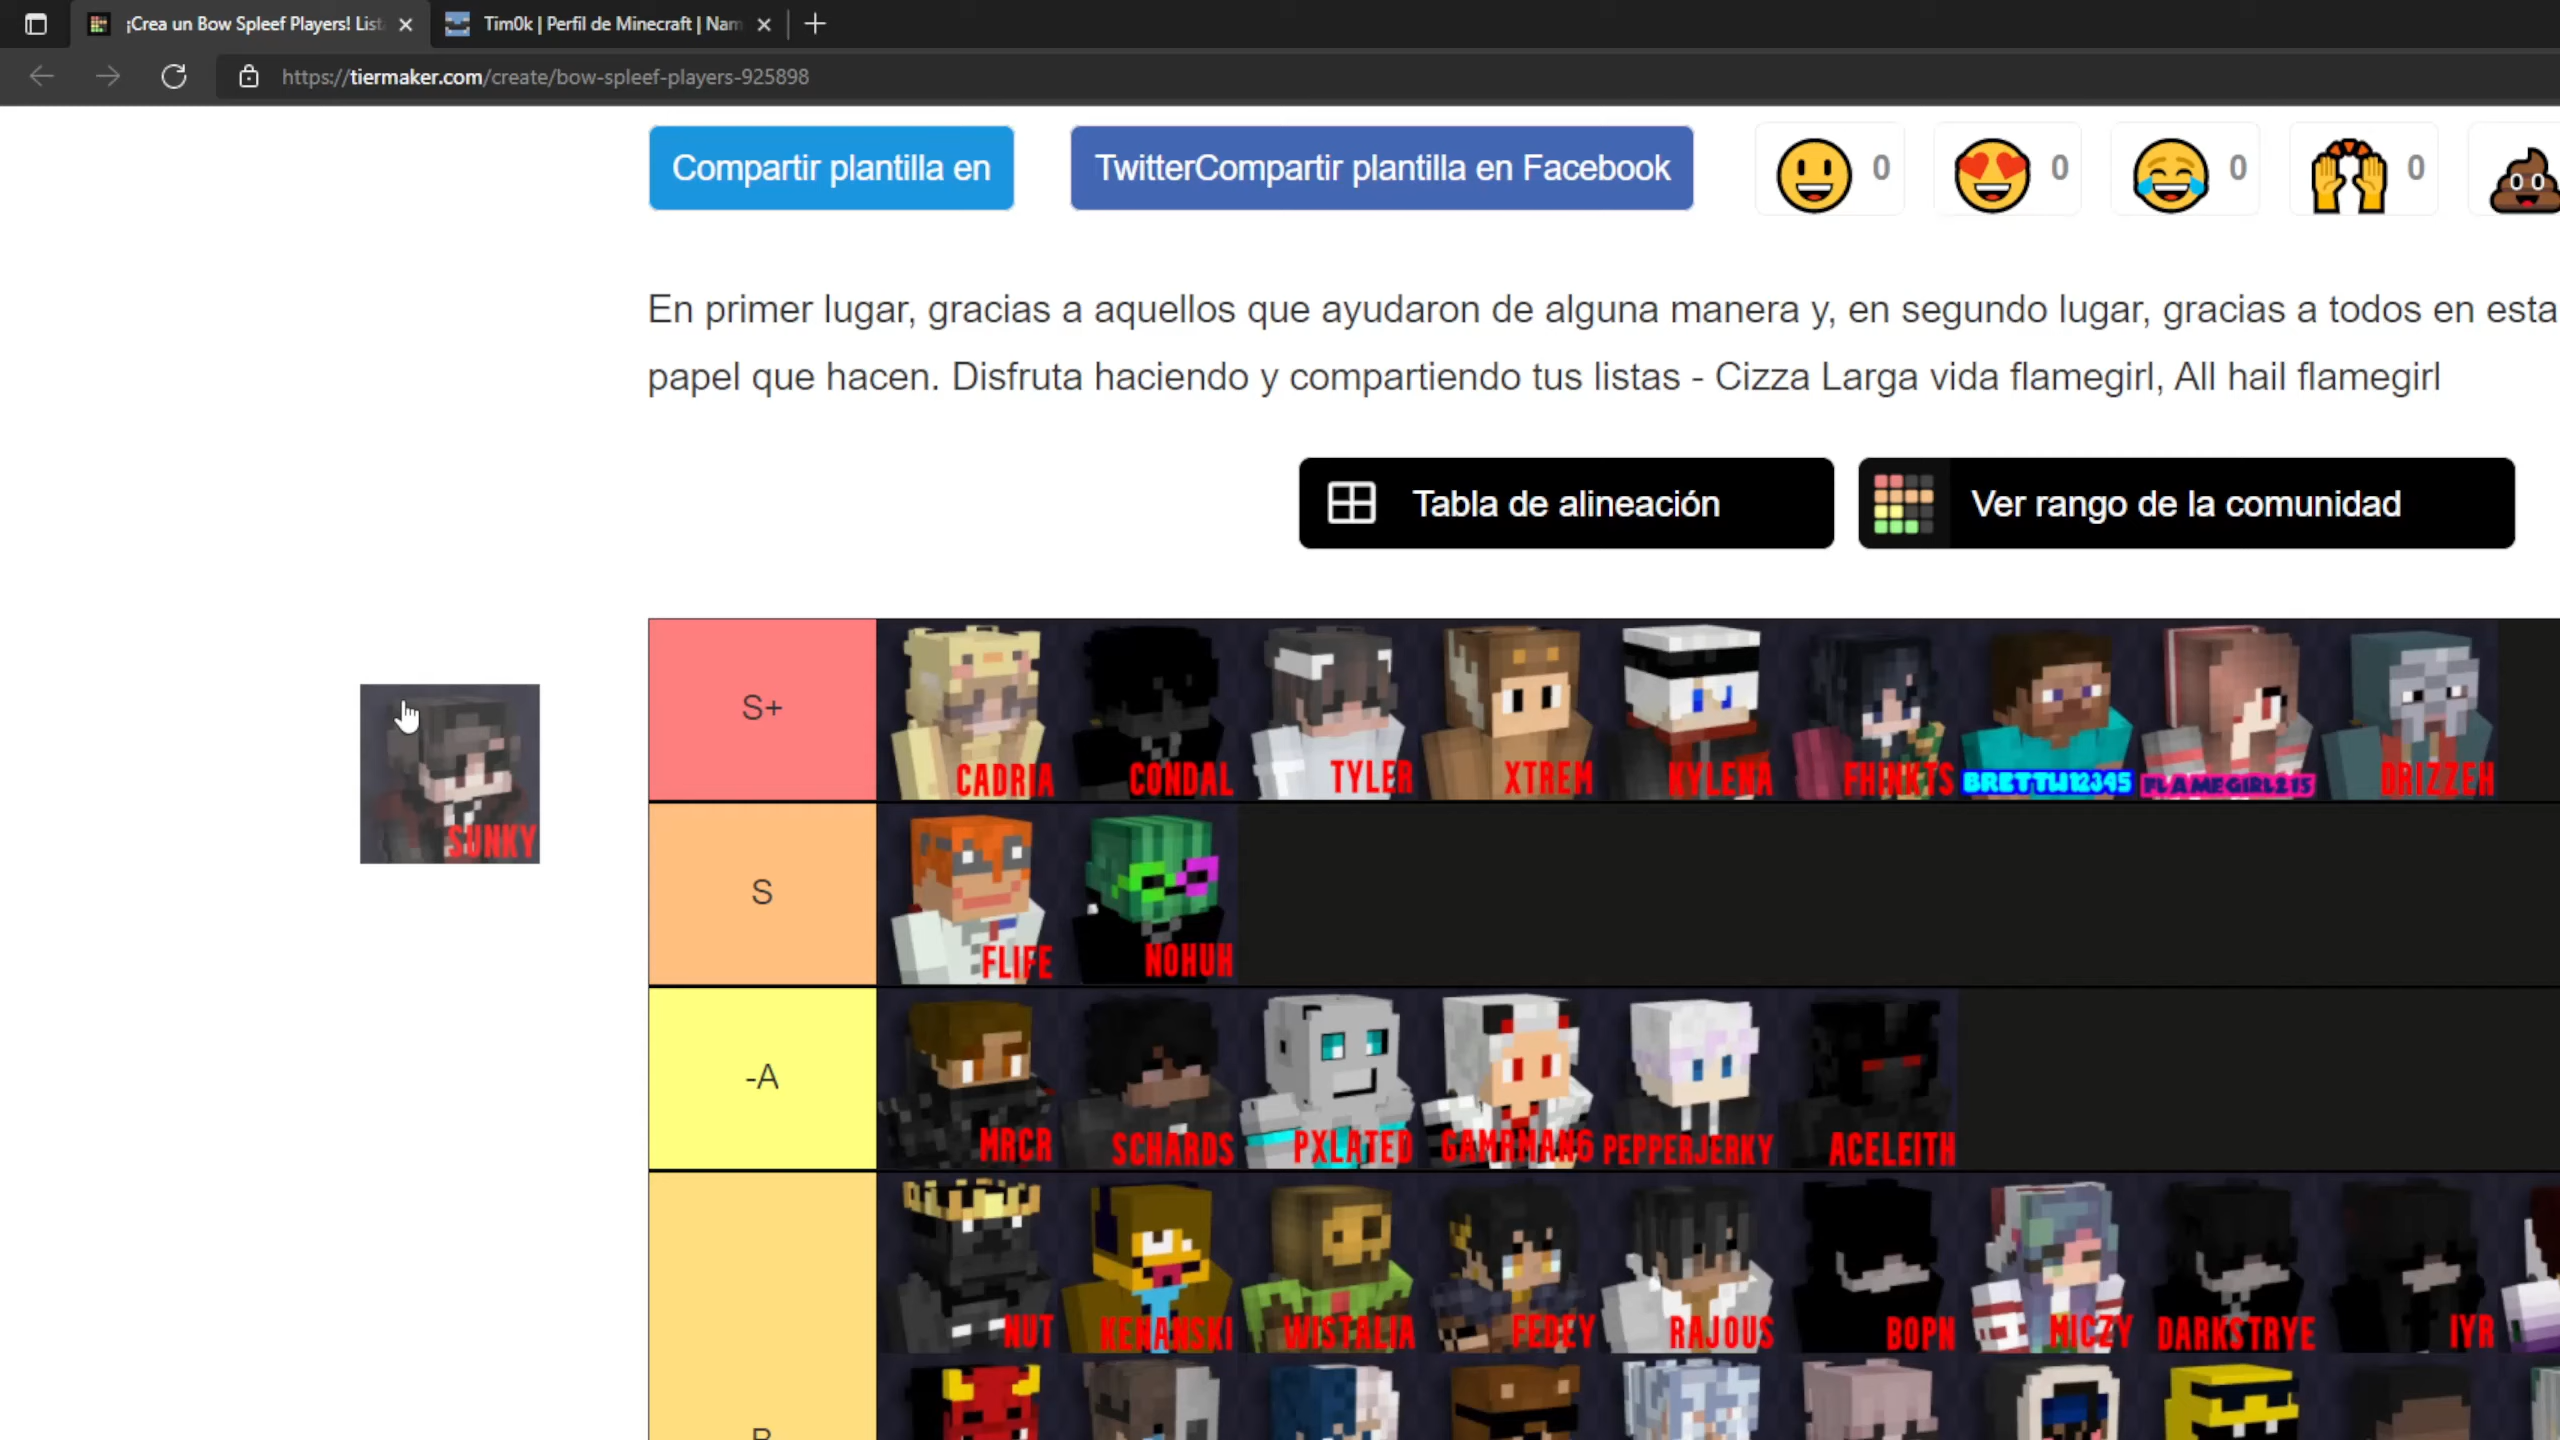 ¡Crea un Bow Spleef Players! List
Tim0k | Perfil de Minecraft | Nam
https://tiermaker.com/create/bow-spleef-players-925898
Compartir plantilla en
TwitterCompartir plantilla en Facebook
0
0
0
0
En primer lugar, gracias a aquellos que ayudaron de alguna manera y, en segundo lugar, gracias a todos en esta
papel que hacen. Disfruta haciendo y compartiendo tus listas - Cizza Larga vida flamegirl, All hail flamegirl
Tabla de alineación
Ver rango de la comunidad
SUNKY
S+
CADRIA CONDAL TYLER XTREM KYLENA FHINKTS BRETTW12345 FLAMEGIRL215 DRIZZEH
S
FLIFE NOHUH
-A
MRCR SCHARDS PXLATED GAMRMAN6 PEPPERJERKY ACELEITH
NUT KENANSKI WISTALIA FEDEY RAJOUS BOPN MICZY DARKSTRYE IYR